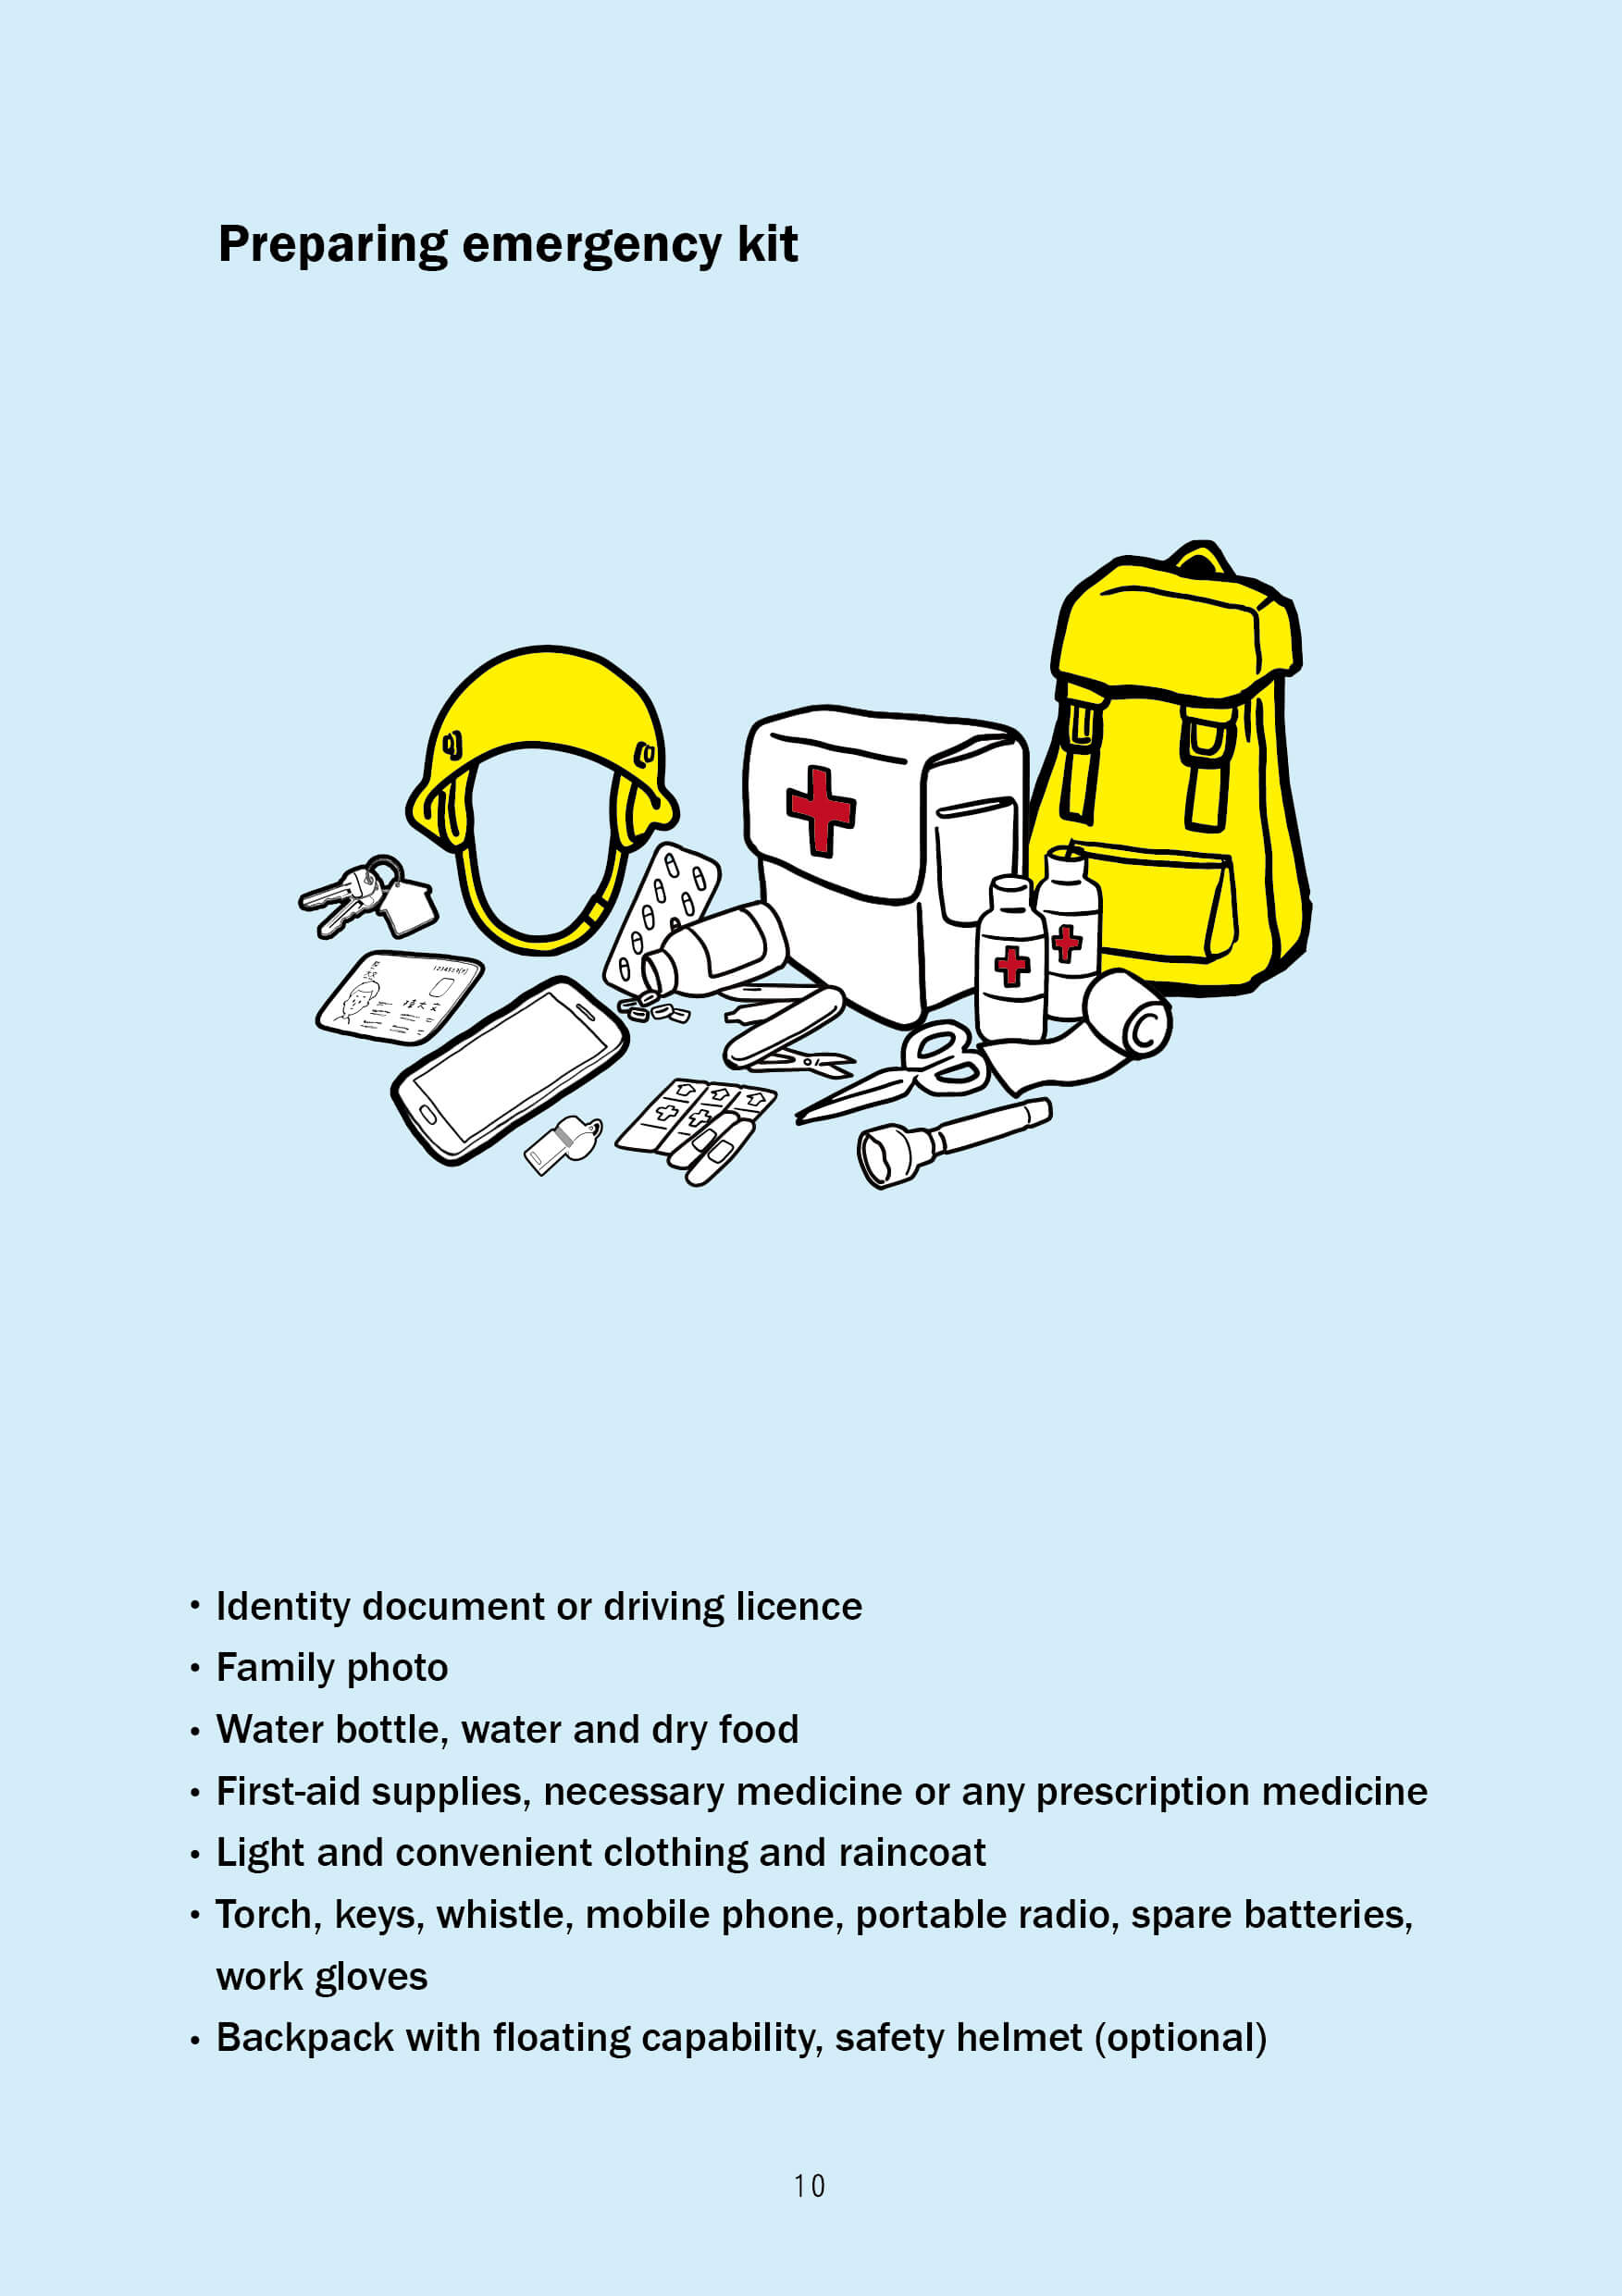 Preparing emergency kit
• Identity document or driving licence
• Family photo
• Water bottle, water and dry food
• First-aid supplies, necessary medicine or any prescription medicine
• Light and convenient clothing and raincoat
• Torch, keys, whistle, mobile phone, portable radio, spare batteries,
work gloves
• Backpack with floating capability, safety helmet (optional)
10